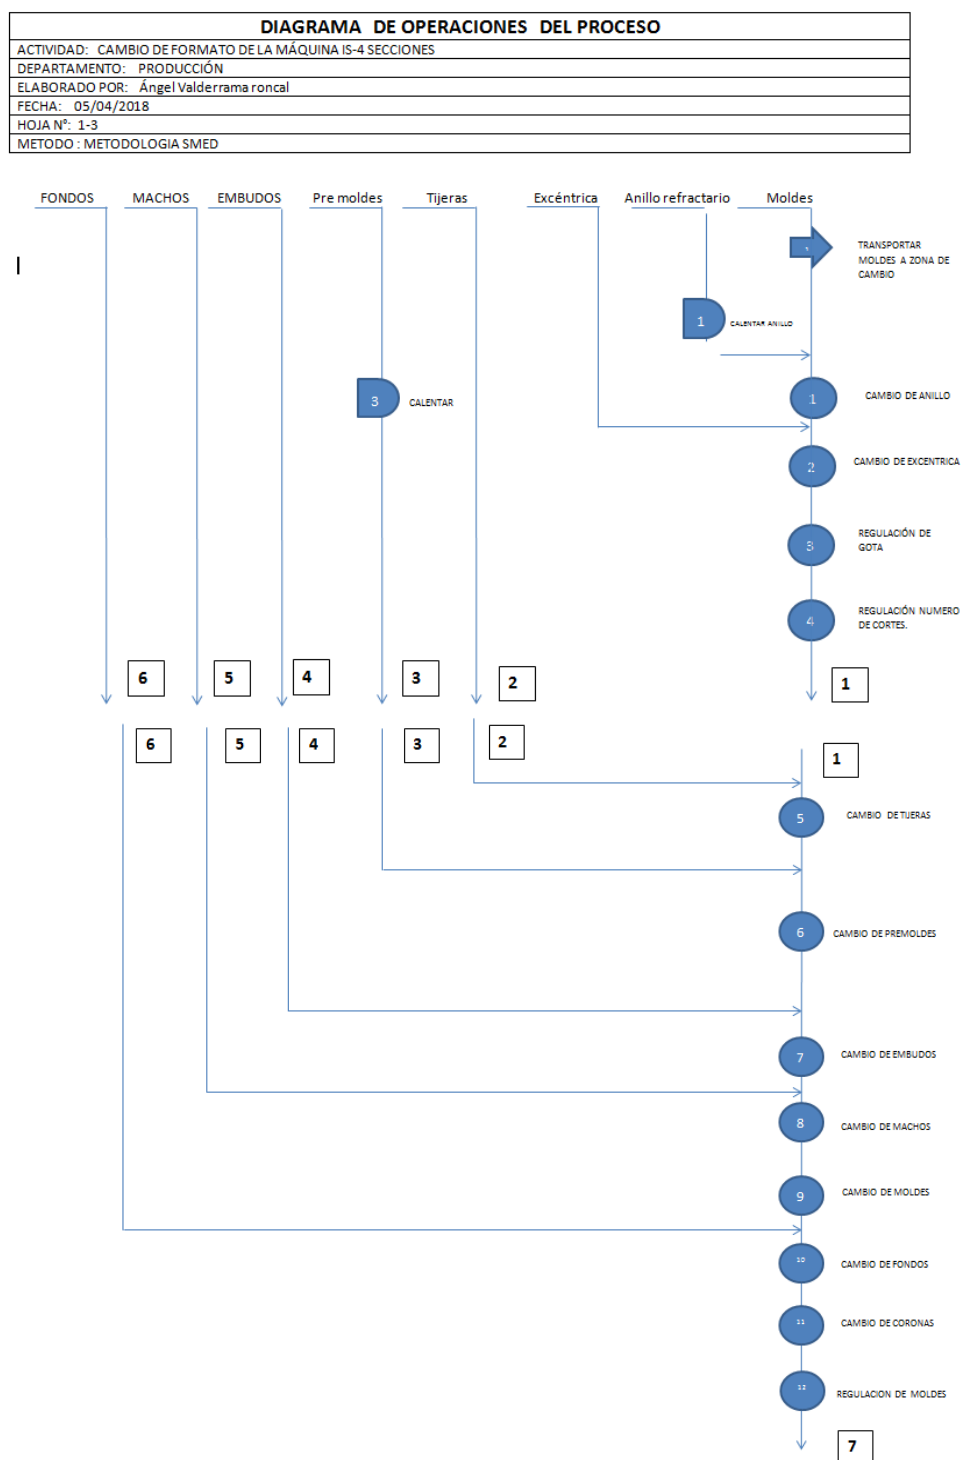 DIAGRAMA DE OPERACIONES DEL PROCESO
ACTIVIDAD: CAMBIO DE FORMATO DE LA MÁQUINA IS-4 SECCIONES
DEPARTAMENTO: PRODUCCIÓN
ELABORADO POR: Ángel Valderrama roncal
FECHA: 05/04/2018
HOJA N°: 1-3
METODO : METODOLOGIA SMED
FONDOS MACHOS EMBUDOS Pre moldes Tijeras Excéntrica Anillo refractario Moldes
TRANSPORTAR
MOLDES A ZONA DE
CAMBIO
1 CALENTAR ANILLO
3 CALENTAR
1 CAMBIO DE ANILLO
2 CAMBIO DE EXCENTRICA
3 REGULACIÓN DE
GOTA
4 REGULACIÓN NUMERO
DE CORTES.
6 5 4 3 2 1
6 5 4 3 2 1
5 CAMBIO DE TIJERAS
6 CAMBIO DE PREMOLDES
7 CAMBIO DE EMBUDOS
8 CAMBIO DE MACHOS
9 CAMBIO DE MOLDES
10 CAMBIO DE FONDOS
11 CAMBIO DE CORONAS
12 REGULACION DE MOLDES
7